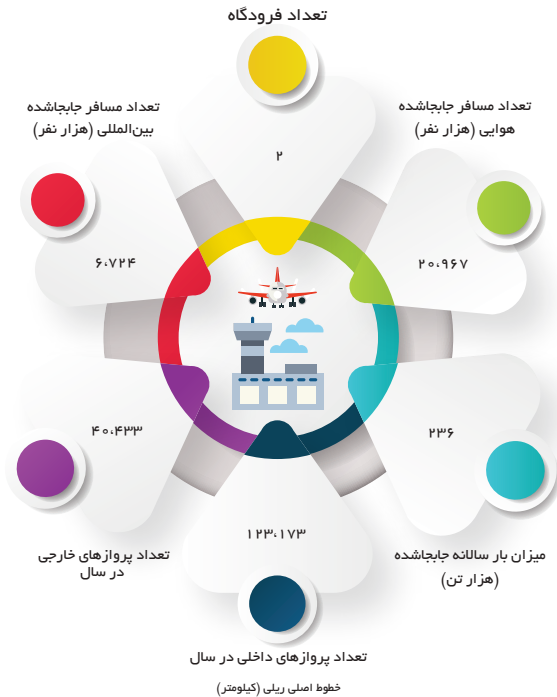 تعداد فرودگاه
۲
تعداد مسافر جابجاشده
هوایی (هزار نفر)
۲۰،۹۶۷
تعداد مسافر جابجاشده
بین‌المللی (هزار نفر)
۶،۷۲۴
۲۳۶
میزان بار سالانه جابجاشده
(هزار تن)
۴۰،۴۳۳
تعداد پروازهای خارجی
در سال
۱۲۳،۱۷۳
تعداد پروازهای داخلی در سال
خطوط اصلی ریلی (کیلومتر)